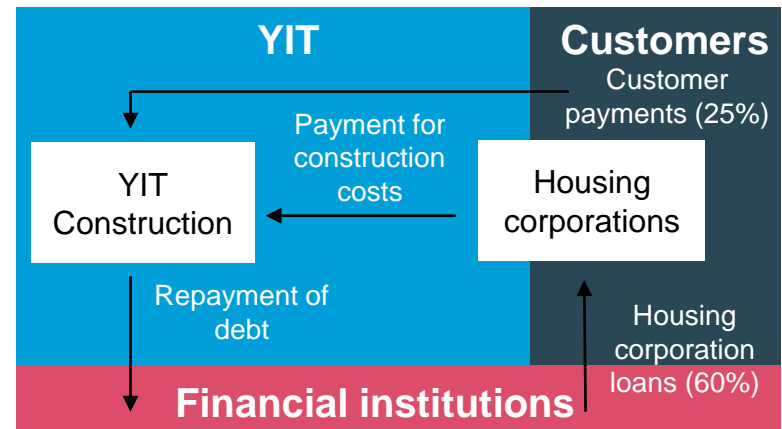 YIT
Customers
Customer
payments (25%)
Payment for
construction
costs
YIT
Construction
Housing
corporations
Repayment of
debt
Housing
corporation
loans (60%)
Financial institutions